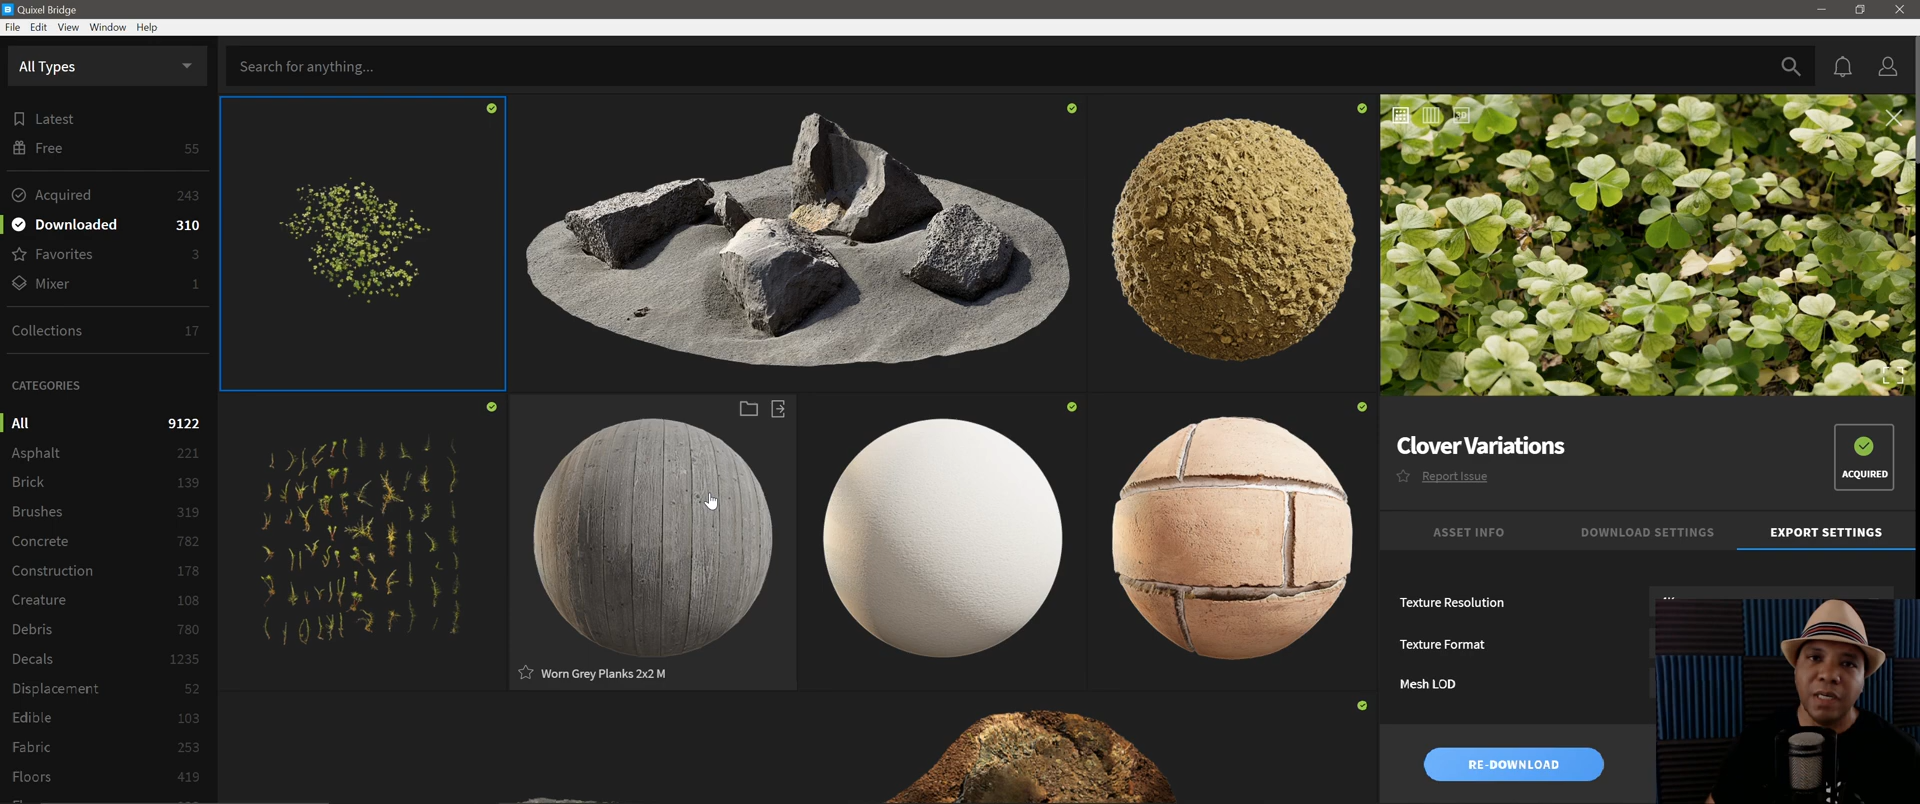 Quixel Bridge
File Edit View Window Help
All Types
Search for anything...
Latest
Free 55
Acquired 243
Downloaded 310
Favorites 3
Mixer 1
Collections 17
CATEGORIES
All 9122
Asphalt 221
Brick 139
Brushes 319
Concrete 782
Construction 178
Creature 108
Debris 780
Decals 1235
Displacement 52
Edible 103
Fabric 253
Floors 419
Worn Grey Planks 2x2 M
3D
Clover Variations
Report Issue
ACQUIRED
ASSET INFO DOWNLOAD SETTINGS EXPORT SETTINGS
Texture Resolution
Texture Format
Mesh LOD
RE-DOWNLOAD